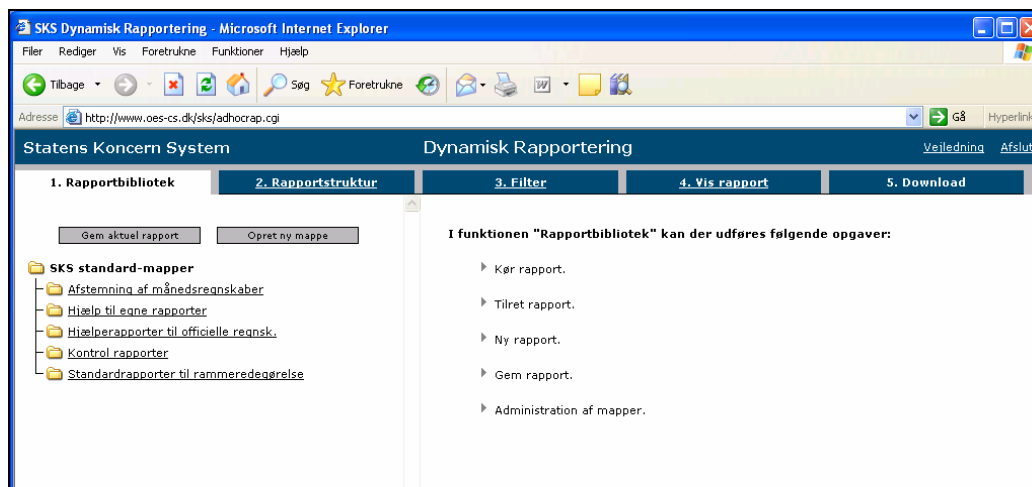 SKS Dynamisk Rapportering - Microsoft Internet Explorer
Filer Rediger Vis Foretrukne Funktioner Hjælp
Tilbage Søg Foretrukne
Adresse http://www.oes-cs.dk/sks/adhocrap.cgi Gå Hyperlink
Statens Koncern System Dynamisk Rapportering Vejledning Afslut
1. Rapportbibliotek 2. Rapportstruktur 3. Filter 4. Vis rapport 5. Download
Gem aktuel rapport Opret ny mappe
I funktionen "Rapportbibliotek" kan der udføres følgende opgaver:
SKS standard-mapper
Afstemning af månedsregnskaber
Hjælp til egne rapporter
Hjælperapporter til officielle regnsk.
Kontrol rapporter
Standardrapporter til rammeredegørelse
Kør rapport.
Tilret rapport.
Ny rapport.
Gem rapport.
Administration af mapper.